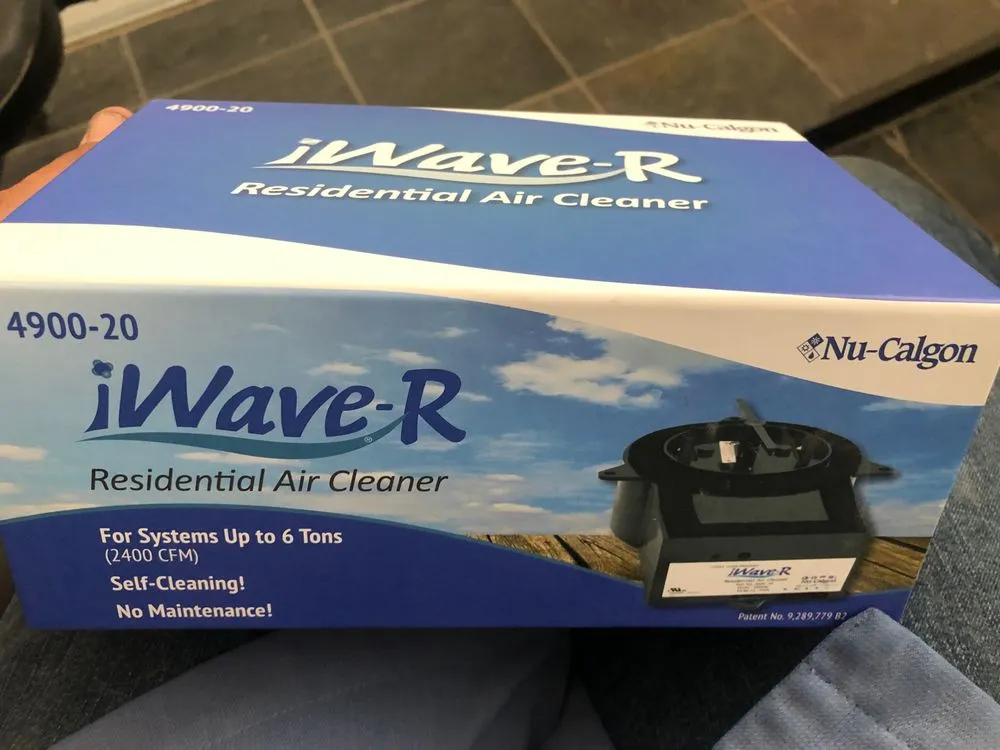 4900-20
Nu-Calgon
iWave-R
Residential Air Cleaner
4900-20
Nu-Calgon
iWave-R®
Residential Air Cleaner
For Systems Up to 6 Tons
(2400 CFM)
Self-Cleaning!
No Maintenance!
iWave-R
Residential Air Cleaner
Nu-Calgon
Patent No. 9,289,779 B2